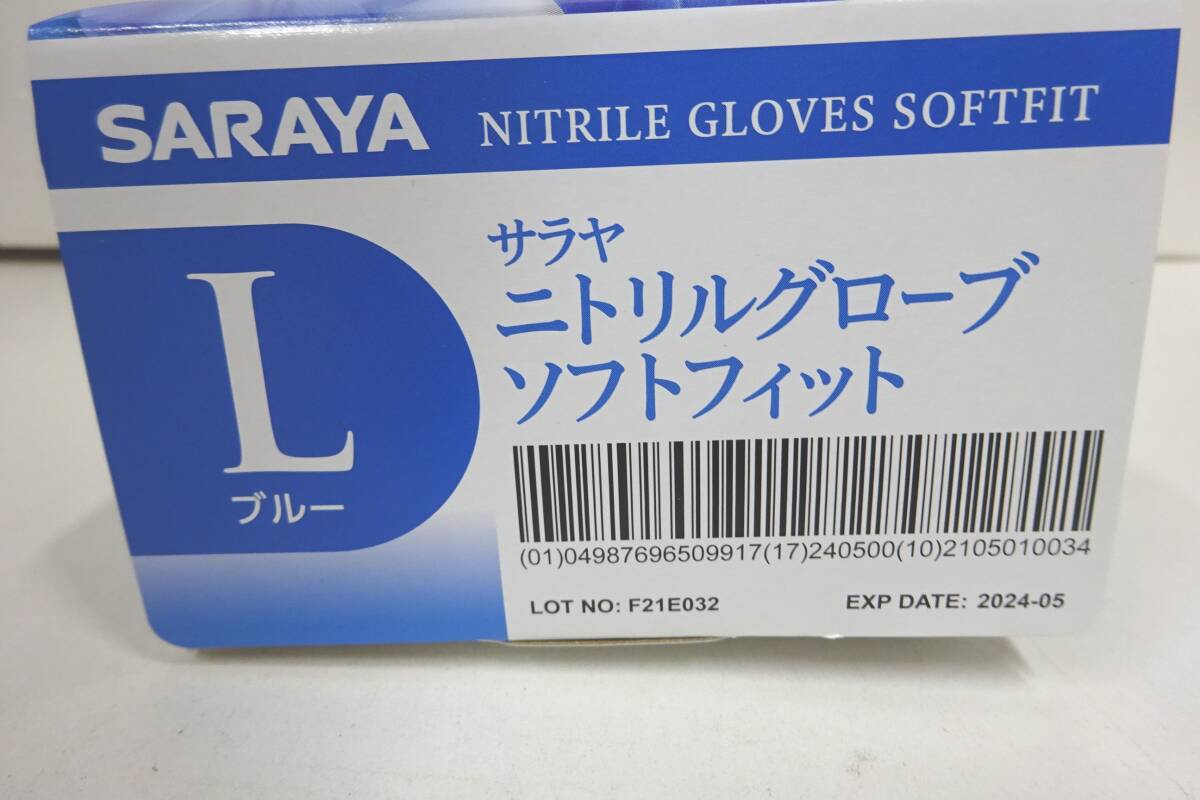 SARAYA NITRILE GLOVES SOFTFIT
L
ブルー
サラヤ
ニトリルグローブ
ソフトフィット
(01)04987696509917(17)240500(10)2105010034
LOT NO: F21E032 EXP DATE: 2024-05